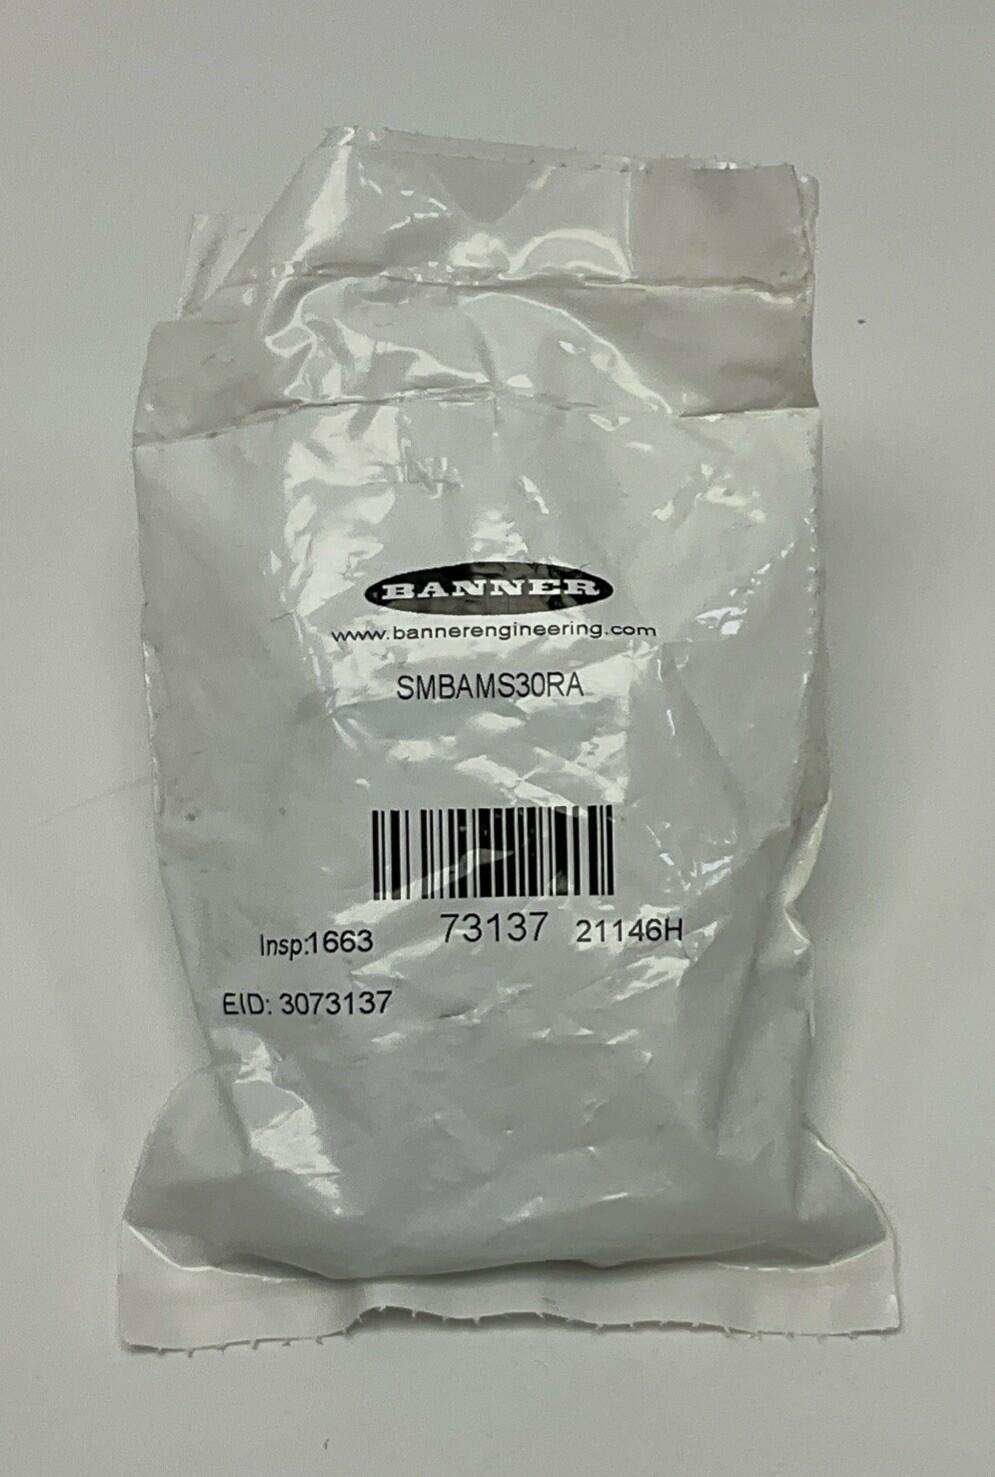 BANNER
www.bannerengineering.com
SMBAMS30RA
Insp:1663 73137 21146H
EID: 3073137